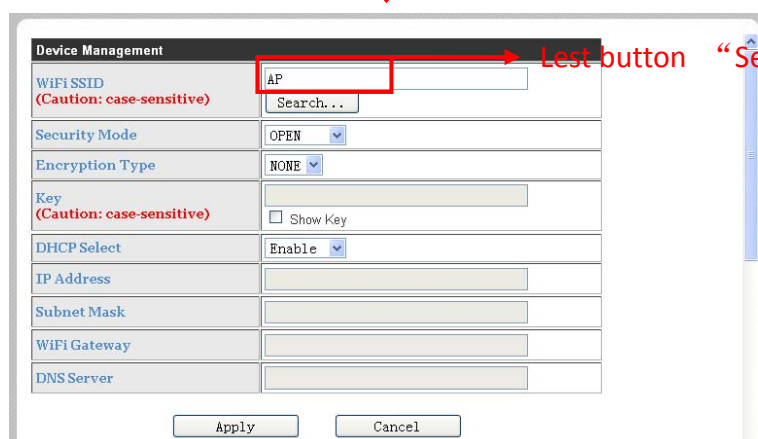 Device Management
Lest button “Se
WiFi SSID
(Caution: case-sensitive)
AP
Search...
Security Mode
OPEN
Encryption Type
NONE
Key
(Caution: case-sensitive)
Show Key
DHCP Select
Enable
IP Address
Subnet Mask
WiFi Gateway
DNS Server
Apply
Cancel